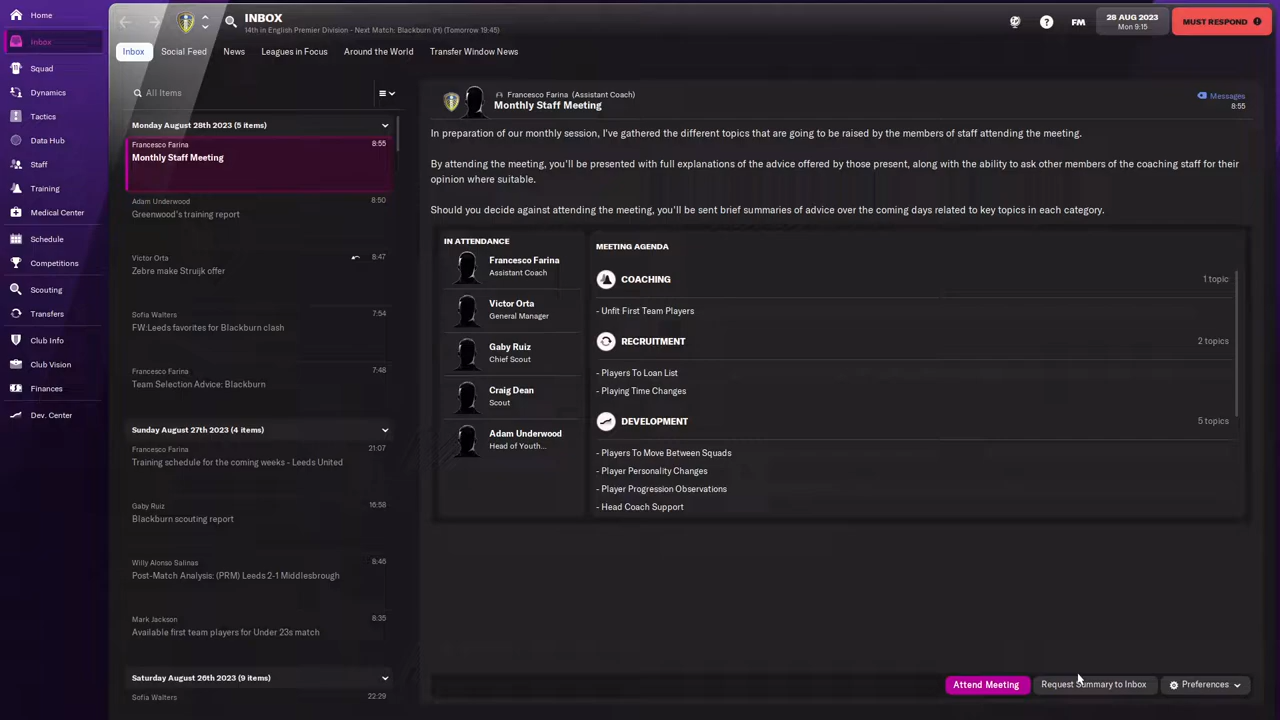 Home
Inbox
Squad
Dynamics
Tactics
Data Hub
Staff
Training
Medical Center
Schedule
Competitions
Scouting
Transfers
Club Info
Club Vision
Finances
Dev. Center
INBOX
14th in English Premier Division - Next Match: Blackburn (H) (Tomorrow 19:45)
FM
28 AUG 2023
Mon 9:15
MUST RESPOND
Inbox Social Feed News Leagues in Focus Around the World Transfer Window News
All Items
Monday August 28th 2023 (5 items)
Francesco Farina 8:55
Monthly Staff Meeting
Adam Underwood 8:50
Greenwood's training report
Victor Orta 8:47
Zebre make Struijk offer
Sofia Walters 7:54
FW:Leeds favorites for Blackburn clash
Francesco Farina 7:48
Team Selection Advice: Blackburn
Sunday August 27th 2023 (4 items)
Francesco Farina 21:07
Training schedule for the coming weeks - Leeds United
Gaby Ruiz 16:58
Blackburn scouting report
Willy Alonso Salinas 8:46
Post-Match Analysis: (PRM) Leeds 2-1 Middlesbrough
Mark Jackson 8:35
Available first team players for Under 23s match
Saturday August 26th 2023 (9 items)
Sofia Walters 22:29
Francesco Farina (Assistant Coach)
Monthly Staff Meeting
Messages
8:55
In preparation of our monthly session, I've gathered the different topics that are going to be raised by the members of staff attending the meeting.
By attending the meeting, you'll be presented with full explanations of the advice offered by those present, along with the ability to ask other members of the coaching staff for their
opinion where suitable.
Should you decide against attending the meeting, you'll be sent brief summaries of advice over the coming days related to key topics in each category.
IN ATTENDANCE
Francesco Farina
Assistant Coach
Victor Orta
General Manager
Gaby Ruiz
Chief Scout
Craig Dean
Scout
Adam Underwood
Head of Youth...
MEETING AGENDA
COACHING 1 topic
- Unfit First Team Players
RECRUITMENT 2 topics
- Players To Loan List
- Playing Time Changes
DEVELOPMENT 5 topics
- Players To Move Between Squads
- Player Personality Changes
- Player Progression Observations
- Head Coach Support
Attend Meeting Request Summary to Inbox Preferences